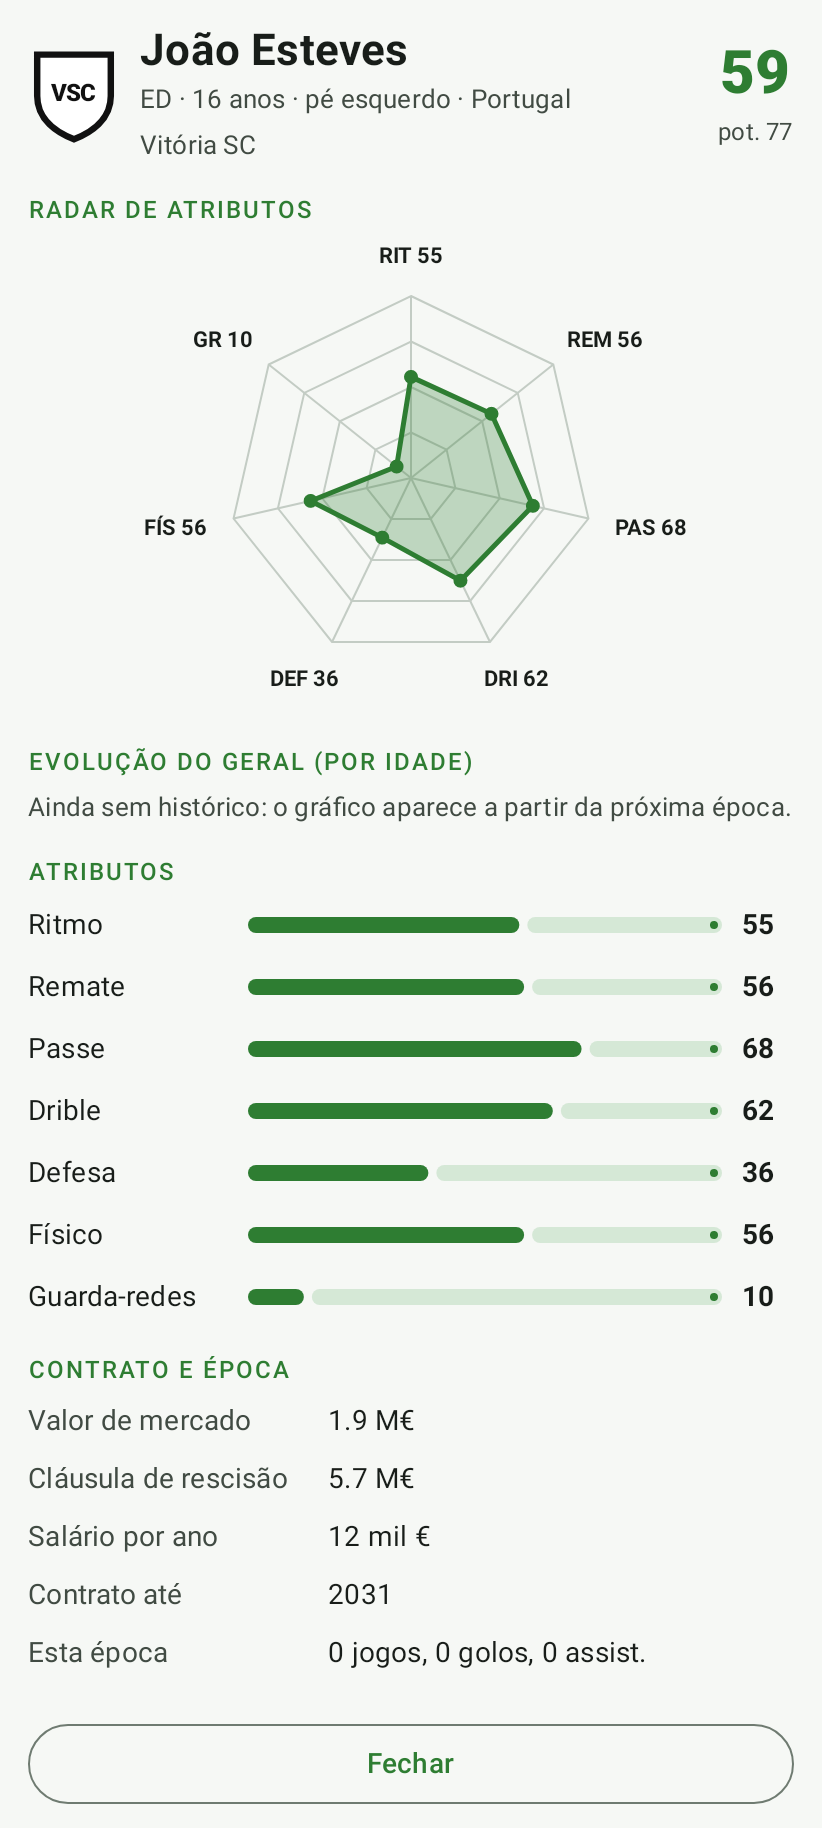 VSC
João Esteves
ED · 16 anos · pé esquerdo · Portugal
Vitória SC
59
pot. 77
RADAR DE ATRIBUTOS
RIT 55
GR 10
REM 56
FÍS 56
PAS 68
DEF 36
DRI 62
EVOLUÇÃO DO GERAL (POR IDADE)
Ainda sem histórico: o gráfico aparece a partir da próxima época.
ATRIBUTOS
Ritmo 55
Remate 56
Passe 68
Drible 62
Defesa 36
Físico 56
Guarda-redes 10
CONTRATO E ÉPOCA
Valor de mercado 1.9 M€
Cláusula de rescisão 5.7 M€
Salário por ano 12 mil €
Contrato até 2031
Esta época 0 jogos, 0 golos, 0 assist.
Fechar